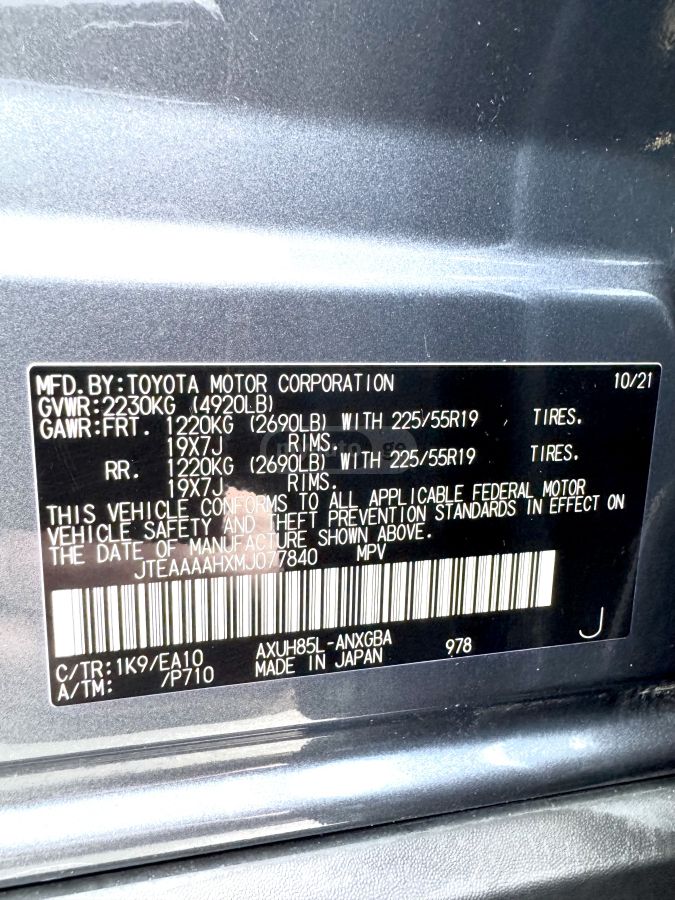 MFD.BY:TOYOTA MOTOR CORPORATION 10/21
GVWR:2230KG (4920LB)
GAWR:FRT. 1220KG (2690LB) WITH 225/55R19 TIRES.
19X7J RIMS.
RR. 1220KG (2690LB) WITH 225/55R19 TIRES.
19X7J RIMS.
THIS VEHICLE CONFORMS TO ALL APPLICABLE FEDERAL MOTOR
VEHICLE SAFETY AND THEFT PREVENTION STANDARDS IN EFFECT ON
THE DATE OF MANUFACTURE SHOWN ABOVE.
JTEAAAAHXMJ077840 MPV
C/TR:1K9/EA10 AXUH85L-ANXGBA 978 J
A/TM: /P710 MADE IN JAPAN